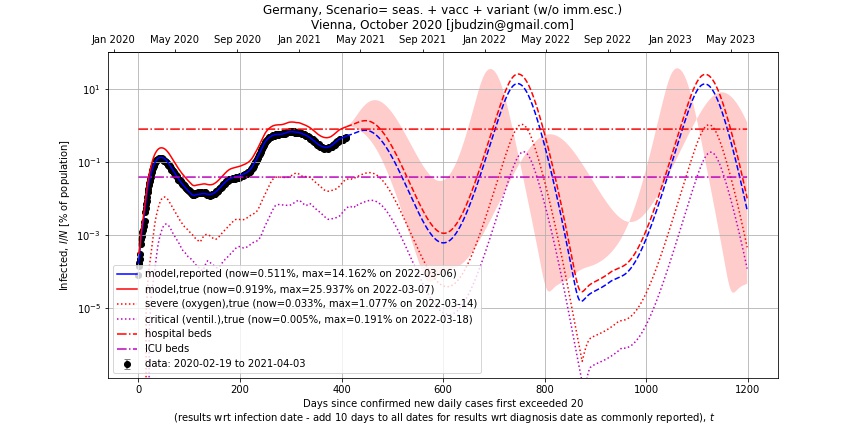 Germany, Scenario= seas. + vacc + variant (w/o imm.esc.)
Vienna, October 2020 [jbudzin@gmail.com]
Jan 2020 May 2020 Sep 2020 Jan 2021 May 2021 Sep 2021 Jan 2022 May 2022 Sep 2022 Jan 2023 May 2023
Infected, I/N [% of population]
10¹
10⁻¹
10⁻³
10⁻⁵
model,reported (now=0.511%, max=14.162% on 2022-03-06)
model,true (now=0.919%, max=25.937% on 2022-03-07)
severe (oxygen),true (now=0.033%, max=1.077% on 2022-03-14)
critical (ventil.),true (now=0.005%, max=0.191% on 2022-03-18)
hospital beds
ICU beds
data: 2020-02-19 to 2021-04-03
0 200 400 600 800 1000 1200
Days since confirmed new daily cases first exceeded 20
(results wrt infection date - add 10 days to all dates for results wrt diagnosis date as commonly reported), t